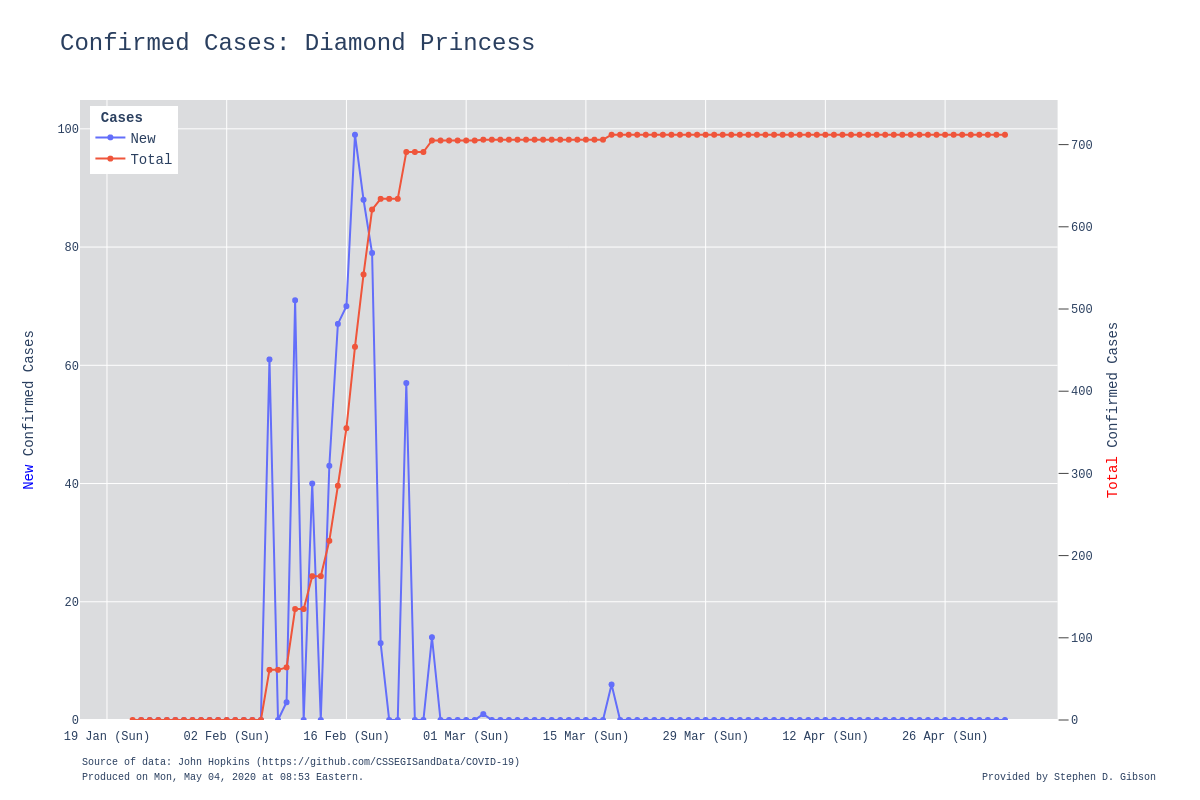 Confirmed Cases: Diamond Princess
Cases
New
Total
100
80
60
40
20
0
New Confirmed Cases
700
600
500
400
300
200
100
0
Total Confirmed Cases
19 Jan (Sun) 02 Feb (Sun) 16 Feb (Sun) 01 Mar (Sun) 15 Mar (Sun) 29 Mar (Sun) 12 Apr (Sun) 26 Apr (Sun)
Source of data: John Hopkins (https://github.com/CSSEGISandData/COVID-19)
Produced on Mon, May 04, 2020 at 08:53 Eastern.
Provided by Stephen D. Gibson